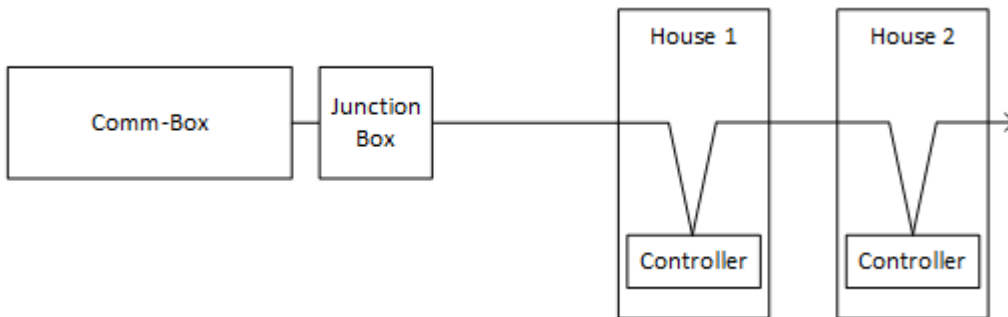 House 1
House 2
Comm-Box
Junction
Box
Controller
Controller